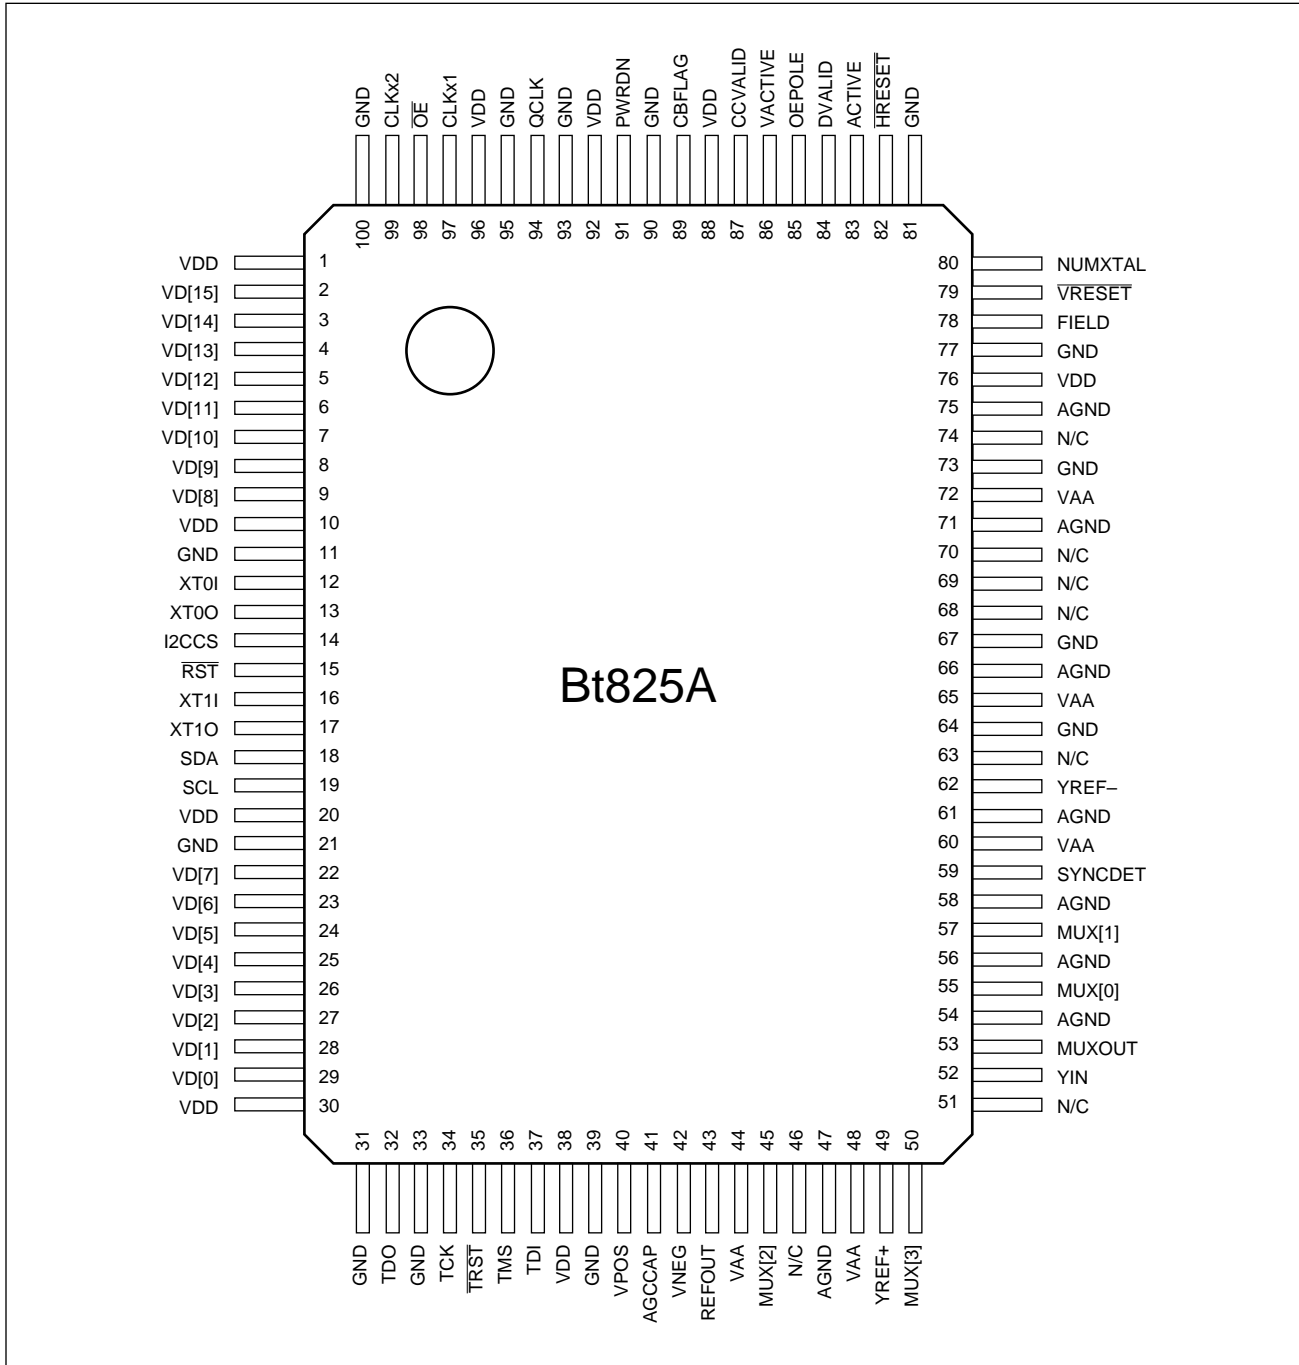 GND
CLKx2
OE
CLKx1
VDD
GND
QCLK
GND
VDD
PWRDN
GND
CBFLAG
VDD
CCVALID
VACTIVE
OEPOLE
DVALID
ACTIVE
HRESET
GND
100 99 98 97 96 95 94 93 92 91 90 89 88 87 86 85 84 83 82 81
VDD 1 80 NUMXTAL
VD[15] 2 79 VRESET
VD[14] 3 78 FIELD
VD[13] 4 77 GND
VD[12] 5 76 VDD
VD[11] 6 75 AGND
VD[10] 7 74 N/C
VD[9] 8 73 GND
VD[8] 9 72 VAA
VDD 10 71 AGND
GND 11 70 N/C
XT0I 12 69 N/C
XT0O 13 68 N/C
I2CCS 14 67 GND
RST 15 66 AGND
XT1I 16 65 VAA
XT1O 17 64 GND
SDA 18 63 N/C
SCL 19 62 YREF–
VDD 20 61 AGND
GND 21 60 VAA
VD[7] 22 59 SYNCDET
VD[6] 23 58 AGND
VD[5] 24 57 MUX[1]
VD[4] 25 56 AGND
VD[3] 26 55 MUX[0]
VD[2] 27 54 AGND
VD[1] 28 53 MUXOUT
VD[0] 29 52 YIN
VDD 30 51 N/C
Bt825A
31 32 33 34 35 36 37 38 39 40 41 42 43 44 45 46 47 48 49 50
GND
TDO
GND
TCK
TRST
TMS
TDI
VDD
GND
VPOS
AGCCAP
VNEG
REFOUT
VAA
MUX[2]
N/C
AGND
VAA
YREF+
MUX[3]